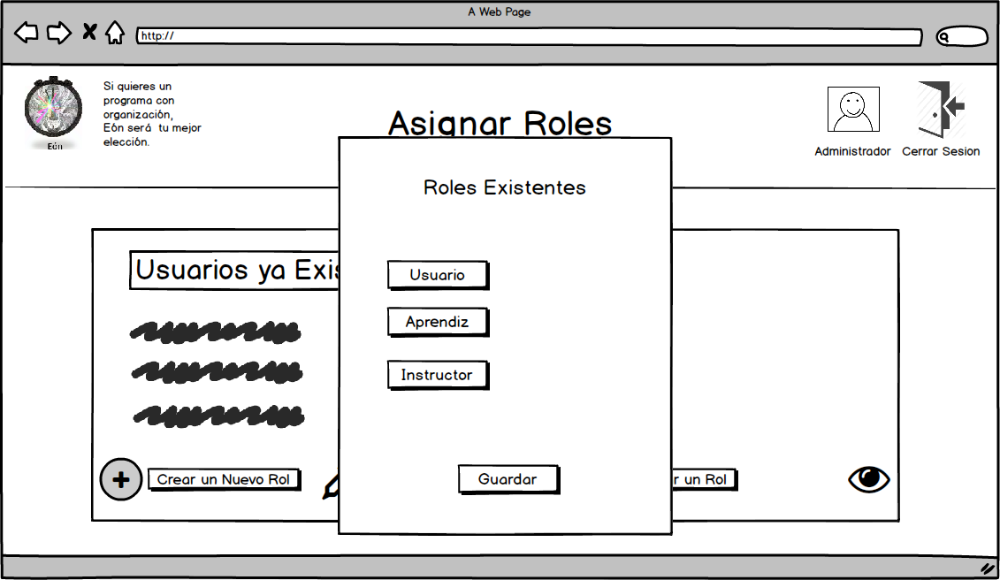 A Web Page
http://
Si quieres un
programa con
organización,
Eón será tu mejor
elección.
Eón
Asignar Roles
Administrador
Cerrar Sesion
Roles Existentes
Usuarios ya Exis
Usuario
Aprendiz
Instructor
Crear un Nuevo Rol
Guardar
r un Rol